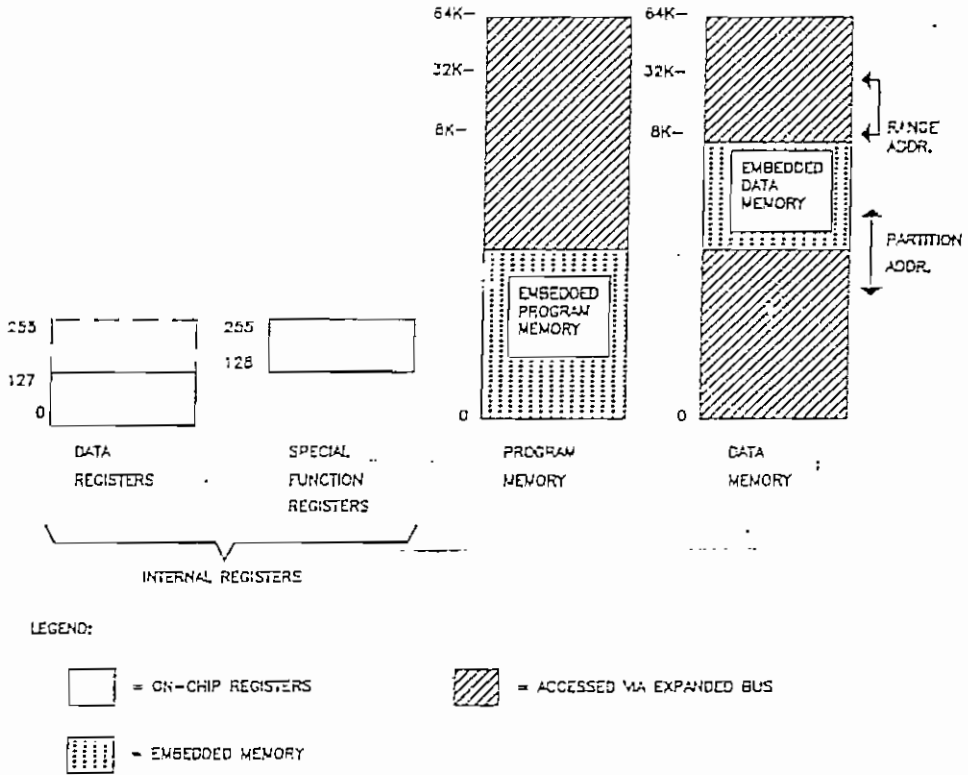 64K-
32K-
8K-
EMBEDDED
PROGRAM
MEMORY
0
64K-
32K-
8K-
EMBEDDED
DATA
MEMORY
0
RANGE
ADDR.
PARTITION
ADDR.
255
127
0
255
128
DATA
REGISTERS
SPECIAL
FUNCTION
REGISTERS
PROGRAM
MEMORY
DATA
MEMORY
INTERNAL REGISTERS
LEGEND:
= ON-CHIP REGISTERS
= ACCESSED VIA EXPANDED BUS
= EMBEDDED MEMORY